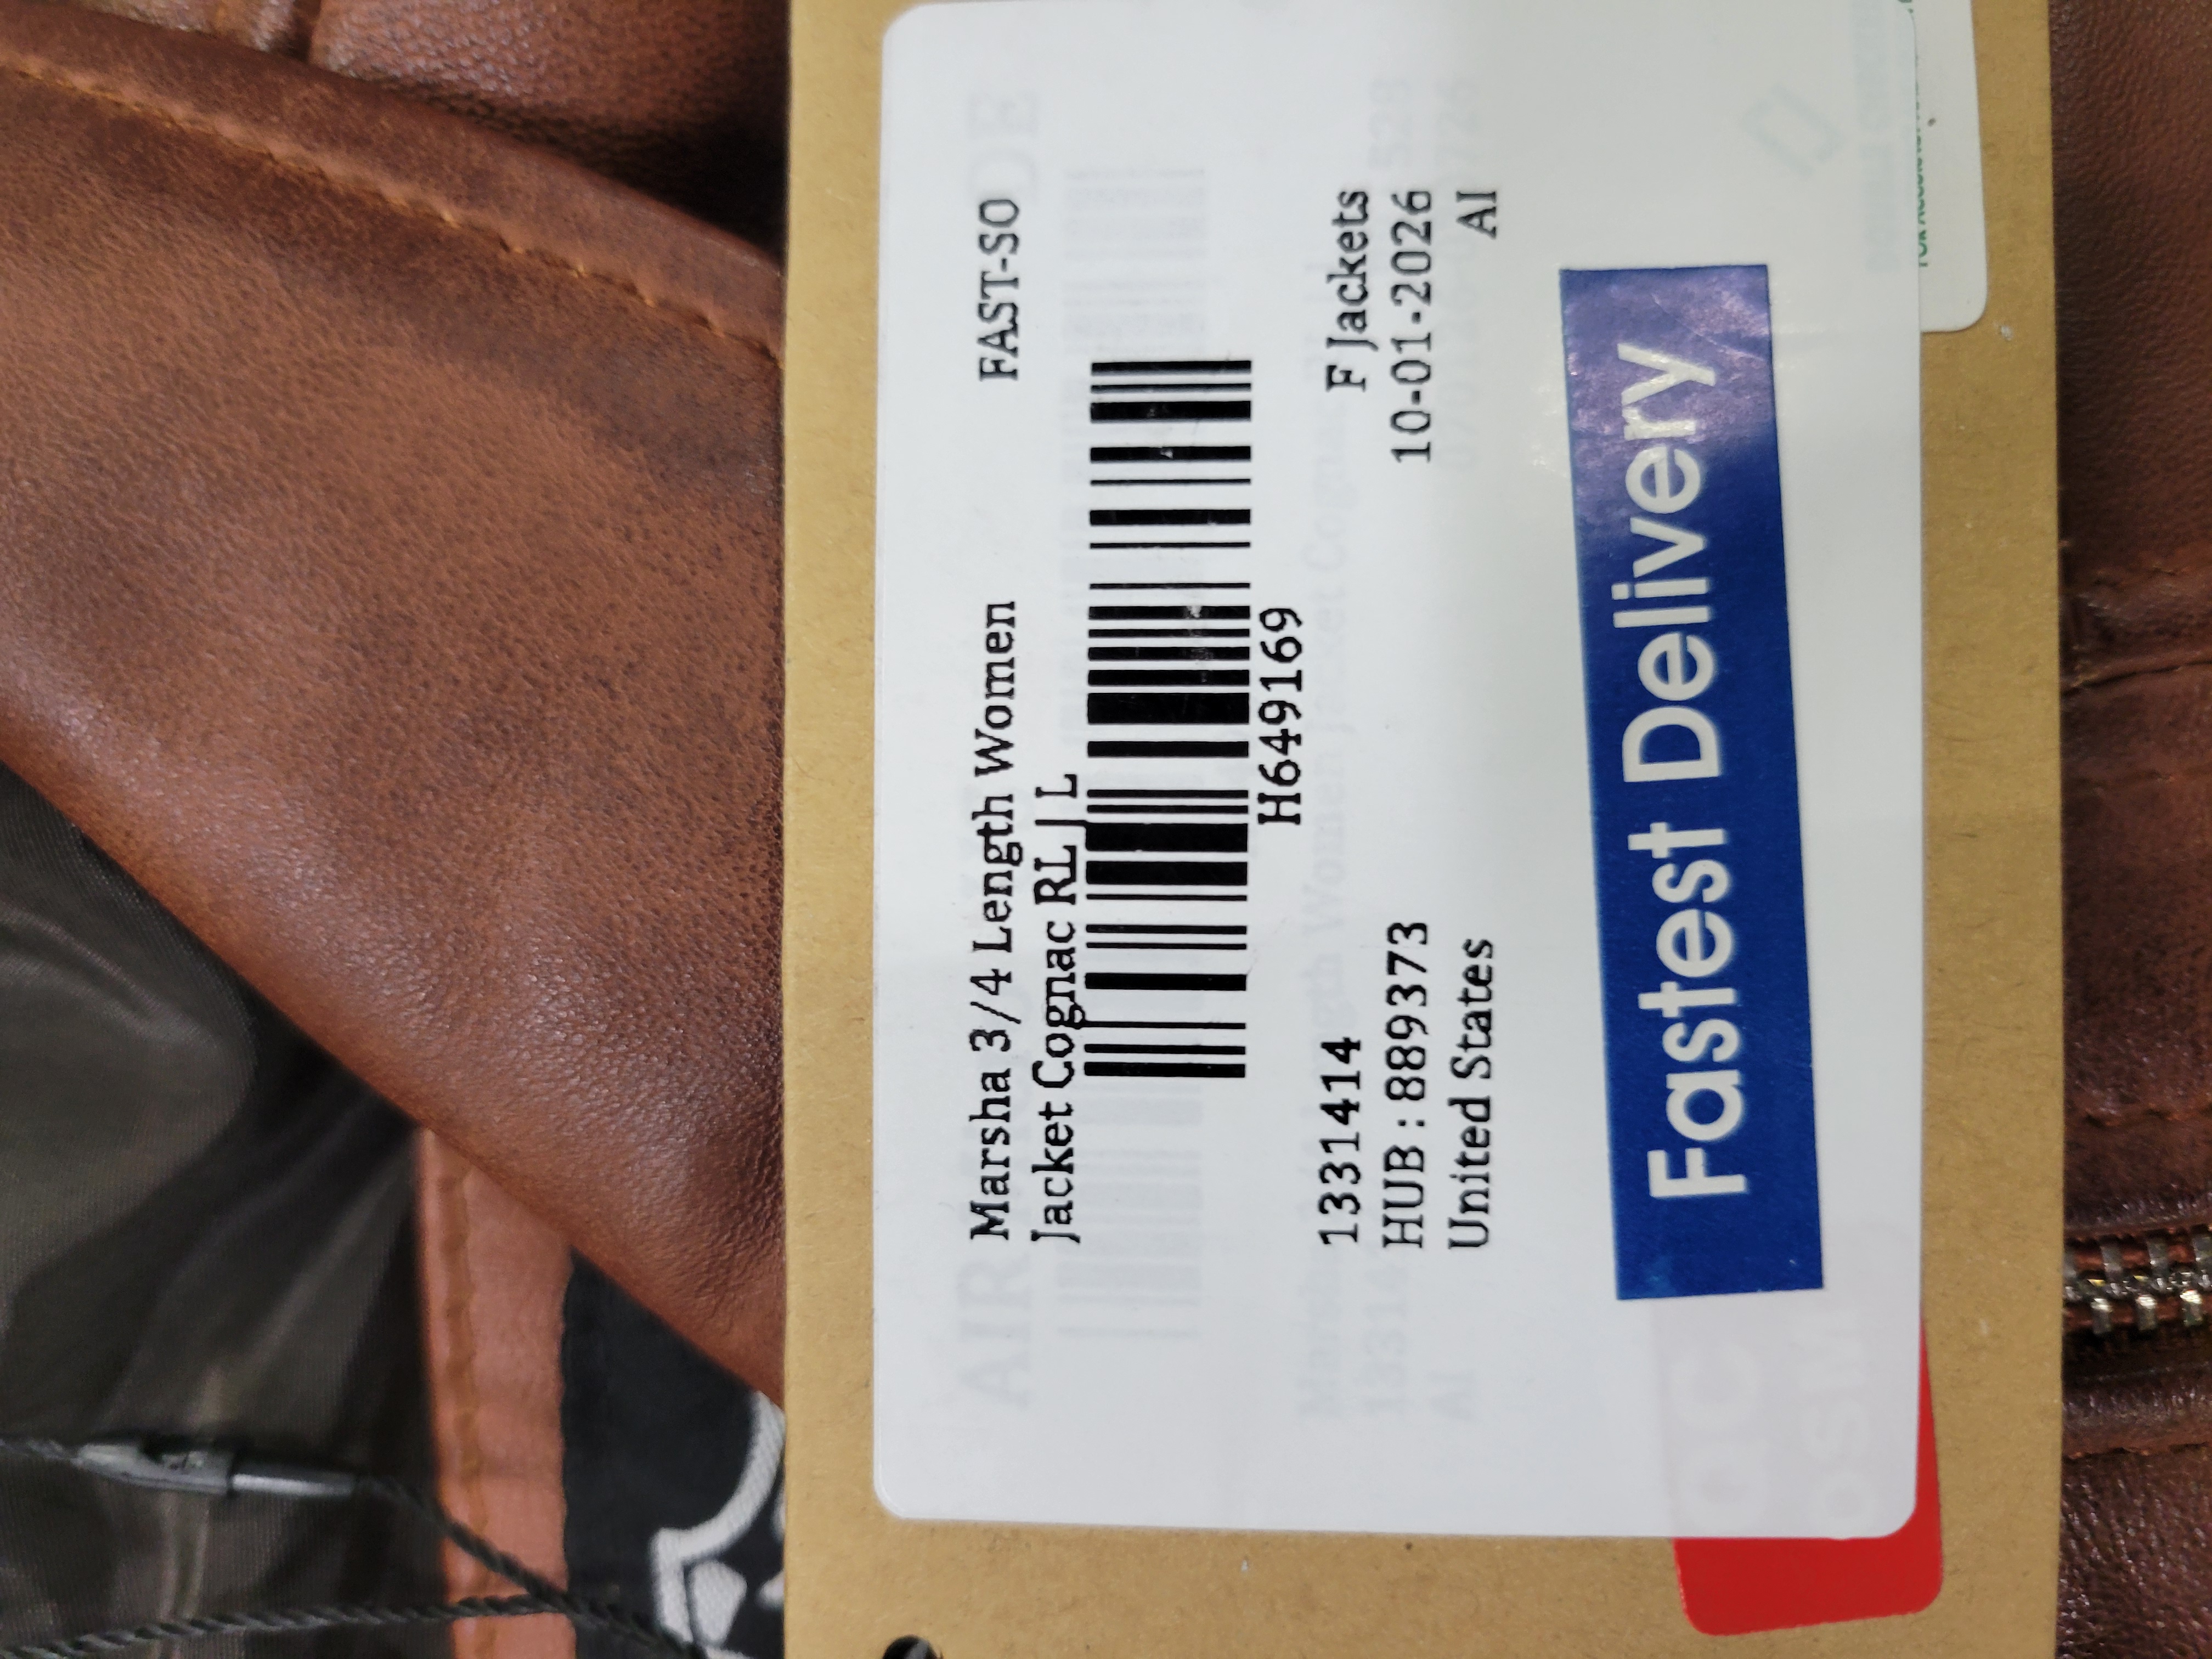 Marsha 3/4 Length Women FAST-SO
Jacket Cognac RL | L
H6491169
1331414 F Jackets
HUB : 889373 10-01-2026
United States AI
Fastest Delivery